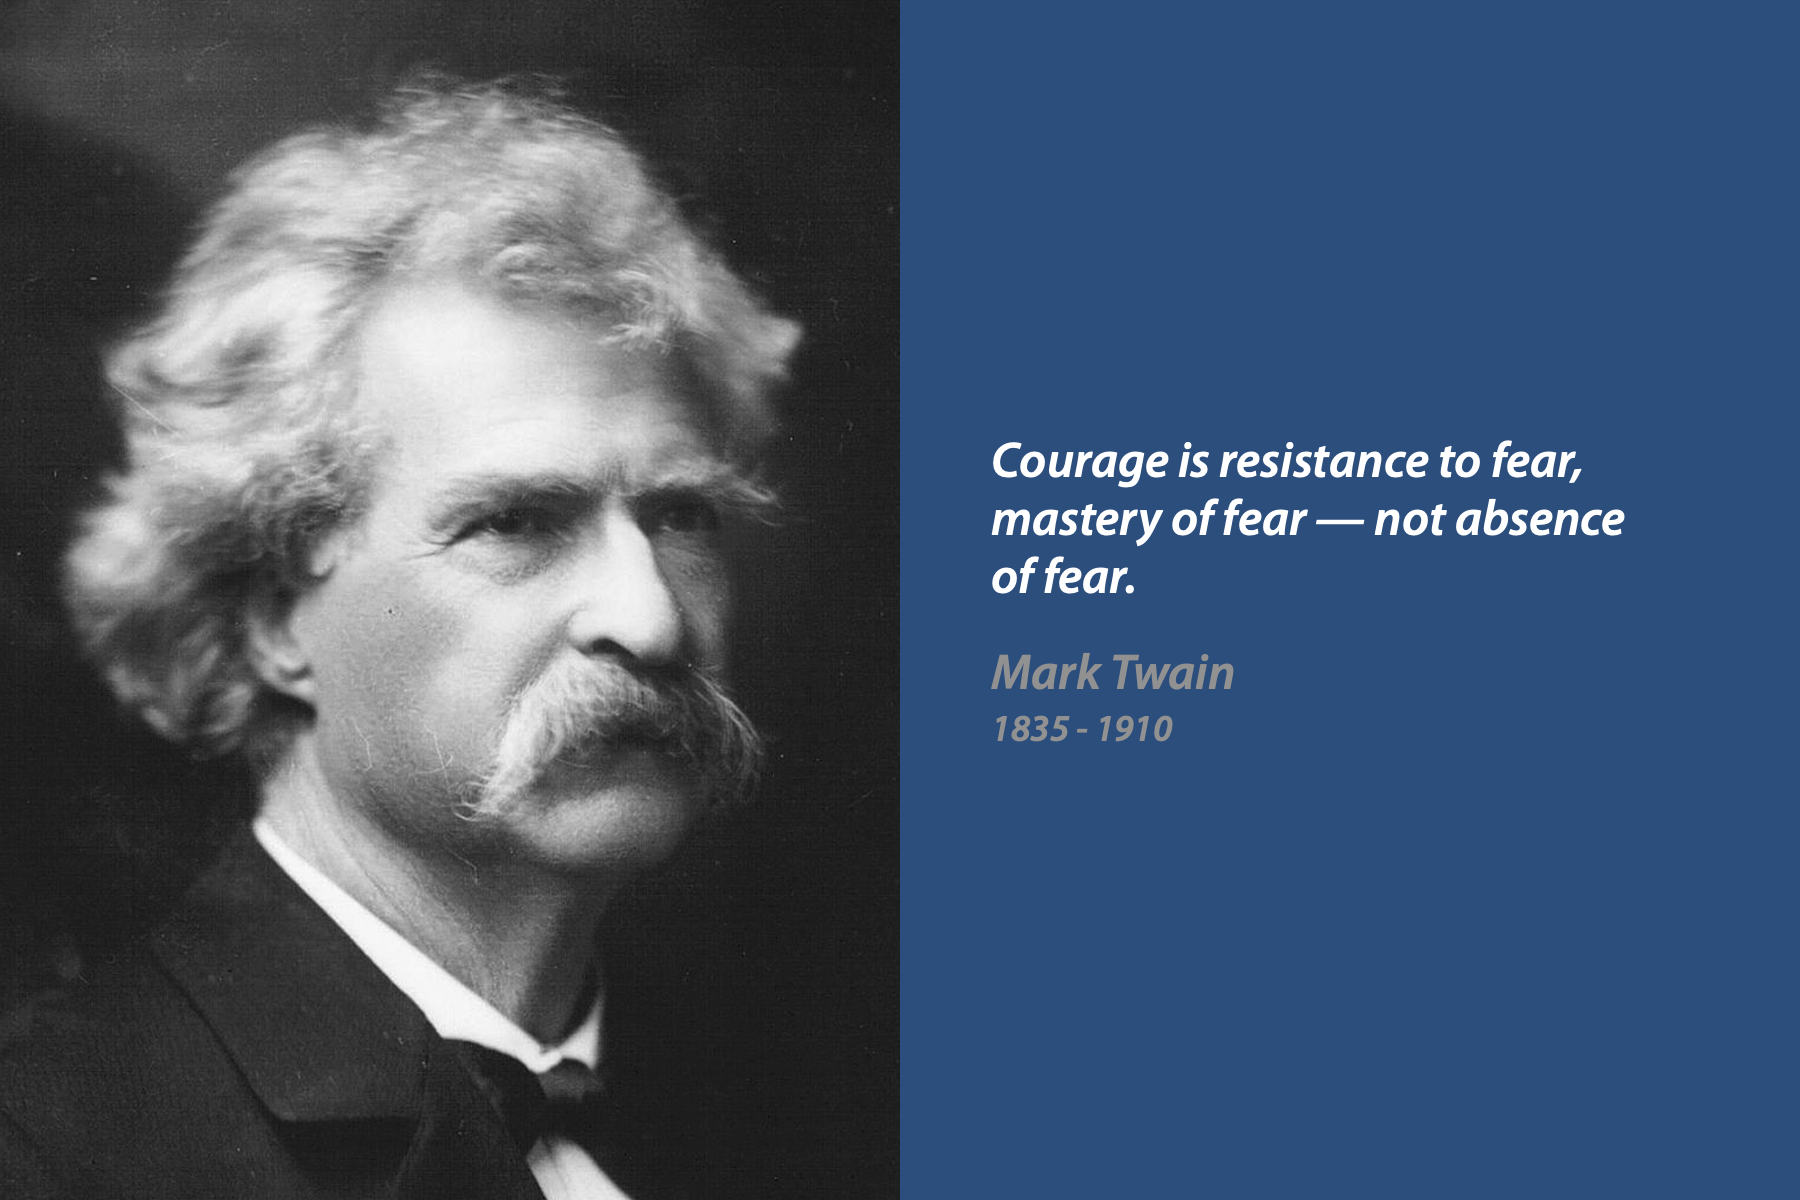 Courage is resistance to fear,
mastery of fear — not absence
of fear.
Mark Twain
1835 - 1910